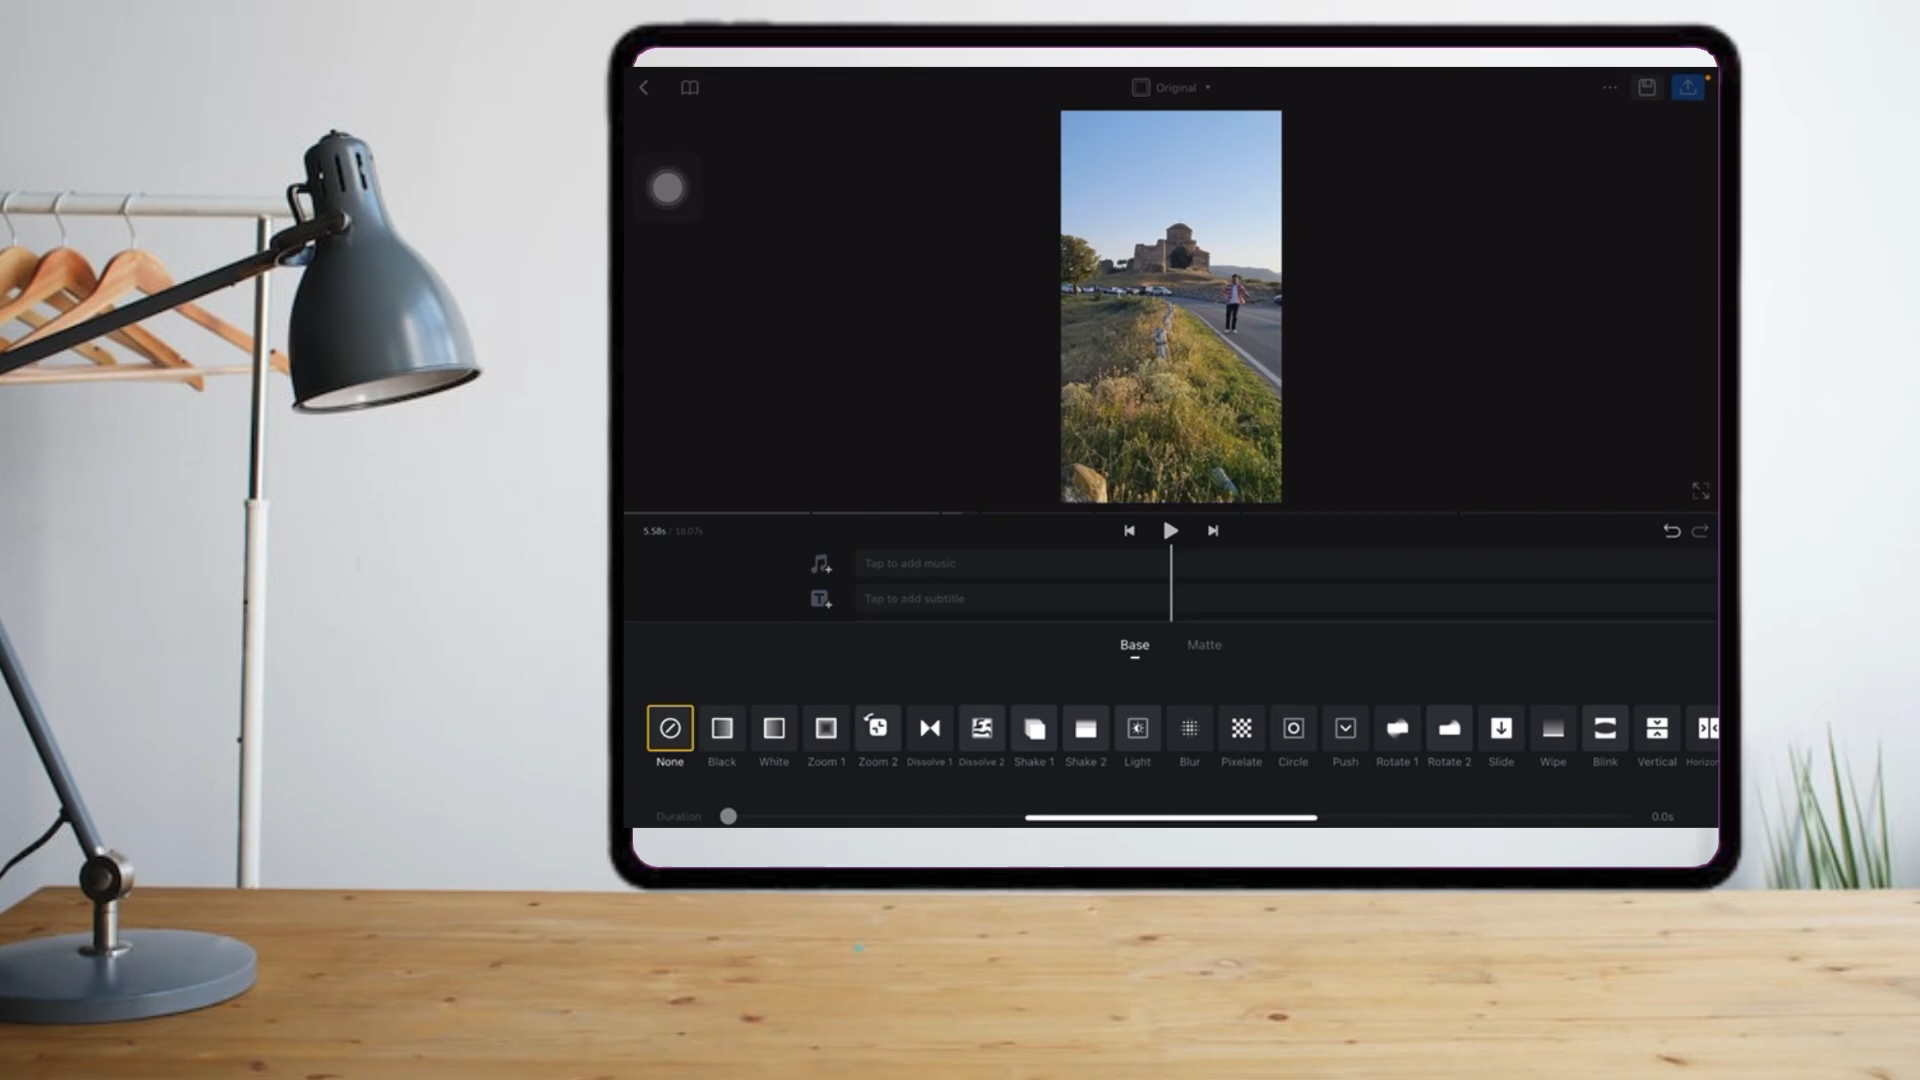 Original
5.58s / 18.07s
Tap to add music
Tap to add subtitle
Base Matte
None Black White Zoom 1 Zoom 2 Dissolve 1 Dissolve 2 Shake 1 Shake 2 Light Blur Pixelate Circle Push Rotate 1 Rotate 2 Slide Wipe Blink Vertical Horizon
Duration 0.0s